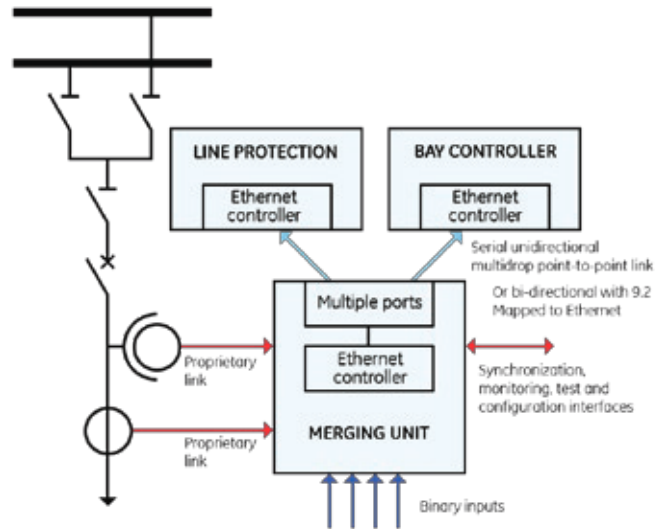 LINE PROTECTION
Ethernet
controller
BAY CONTROLLER
Ethernet
controller
Serial unidirectional
multidrop point-to-point link
Or bi-directional with 9.2
Mapped to Ethernet
Multiple ports
Ethernet
controller
MERGING UNIT
Proprietary
link
Proprietary
link
Synchronization,
monitoring, test and
configuration interfaces
Binary inputs